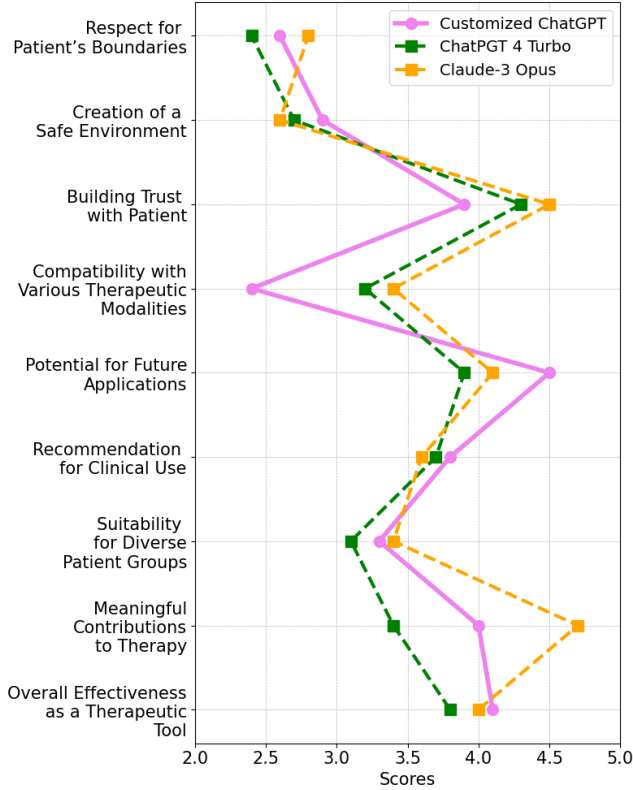 Respect for
Patient's Boundaries
Creation of a
Safe Environment
Building Trust
with Patient
Compatibility with
Various Therapeutic
Modalities
Potential for Future
Applications
Recommendation
for Clinical Use
Suitability
for Diverse
Patient Groups
Meaningful
Contributions
to Therapy
Overall Effectiveness
as a Therapeutic
Tool
Customized ChatGPT
ChatPGT 4 Turbo
Claude-3 Opus
2.0 2.5 3.0 3.5 4.0 4.5 5.0
Scores